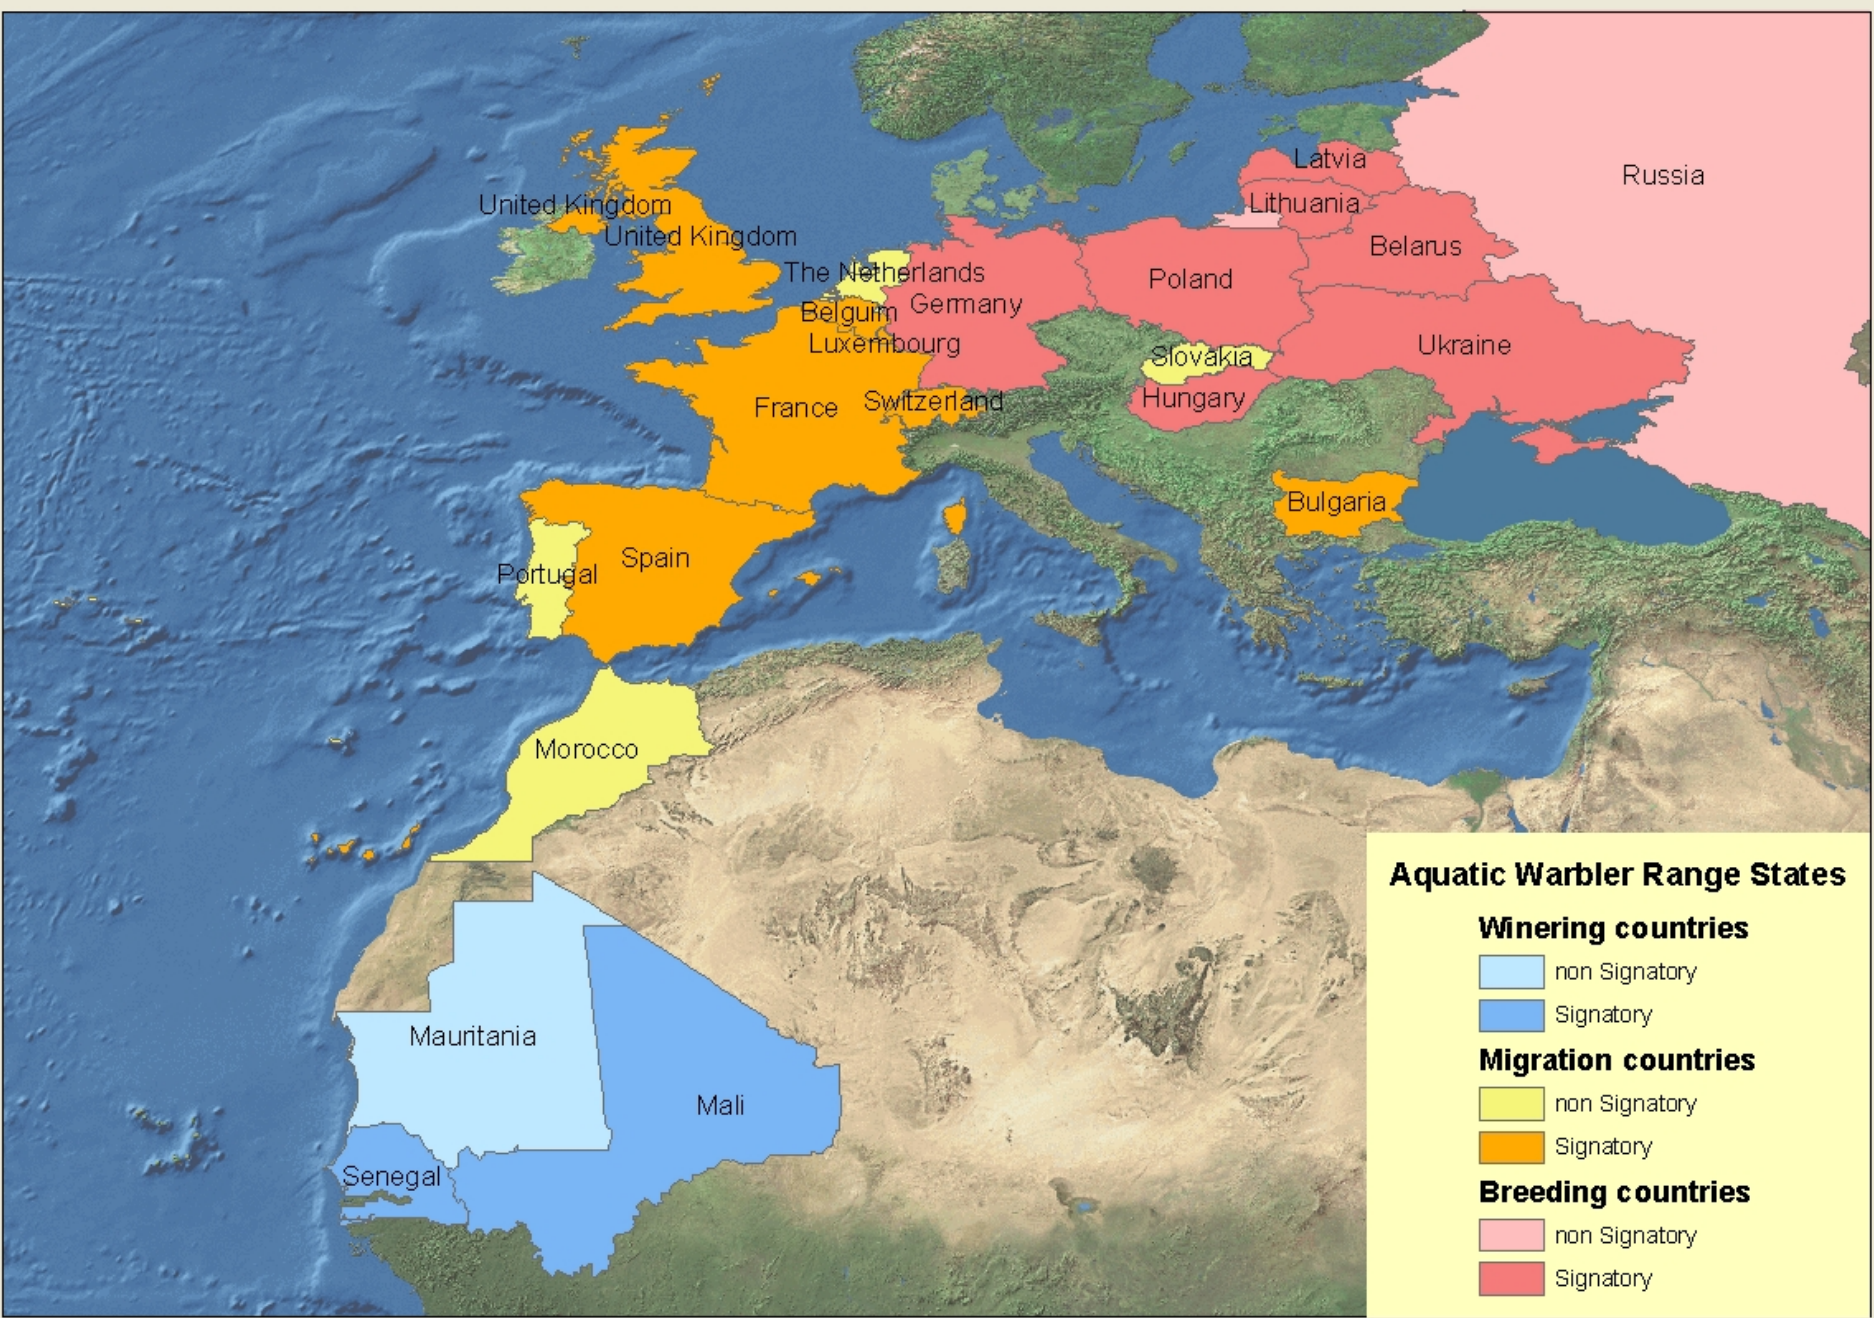 Latvia
Russia
United Kingdom
Lithuania
United Kingdom
Belarus
The Netherlands
Poland
Germany
Belguim
Luxembourg
Ukraine
Slovakia
France
Switzerland
Hungary
Bulgaria
Spain
Portugal
Morocco
Mauritania
Mali
Senegal
Aquatic Warbler Range States
Winering countries
non Signatory
Signatory
Migration countries
non Signatory
Signatory
Breeding countries
non Signatory
Signatory